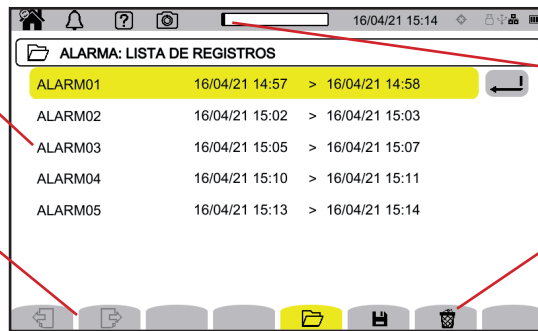 16/04/21 15:14
ALARMA: LISTA DE REGISTROS
ALARM01 16/04/21 14:57 > 16/04/21 14:58
ALARM02 16/04/21 15:02 > 16/04/21 15:03
ALARM03 16/04/21 15:05 > 16/04/21 15:07
ALARM04 16/04/21 15:10 > 16/04/21 15:11
ALARM05 16/04/21 15:13 > 16/04/21 15:14